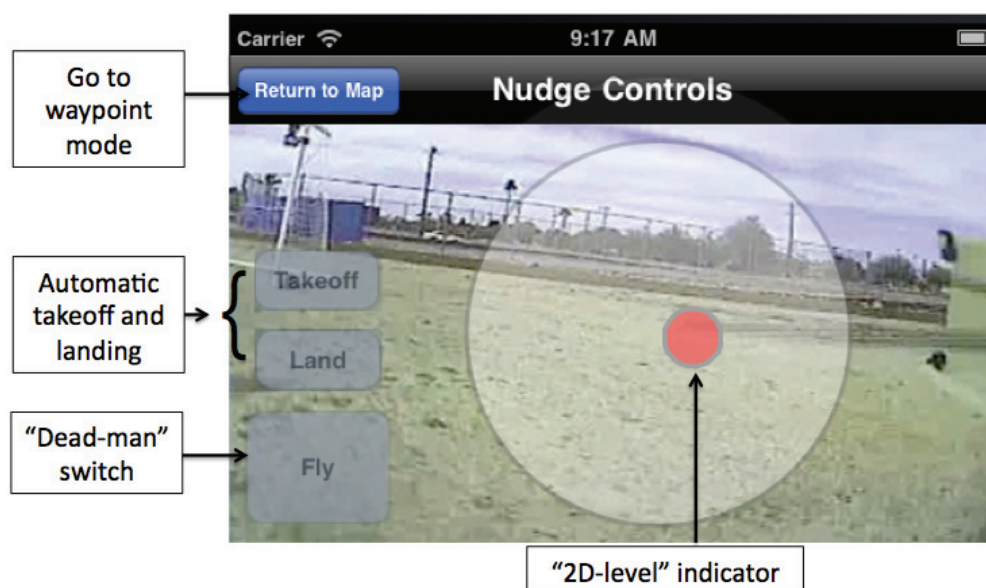 Carrier 9:17 AM
Go to
waypoint
mode
Return to Map
Nudge Controls
Automatic
takeoff and
landing
Takeoff
Land
“Dead-man”
switch
Fly
“2D-level” indicator